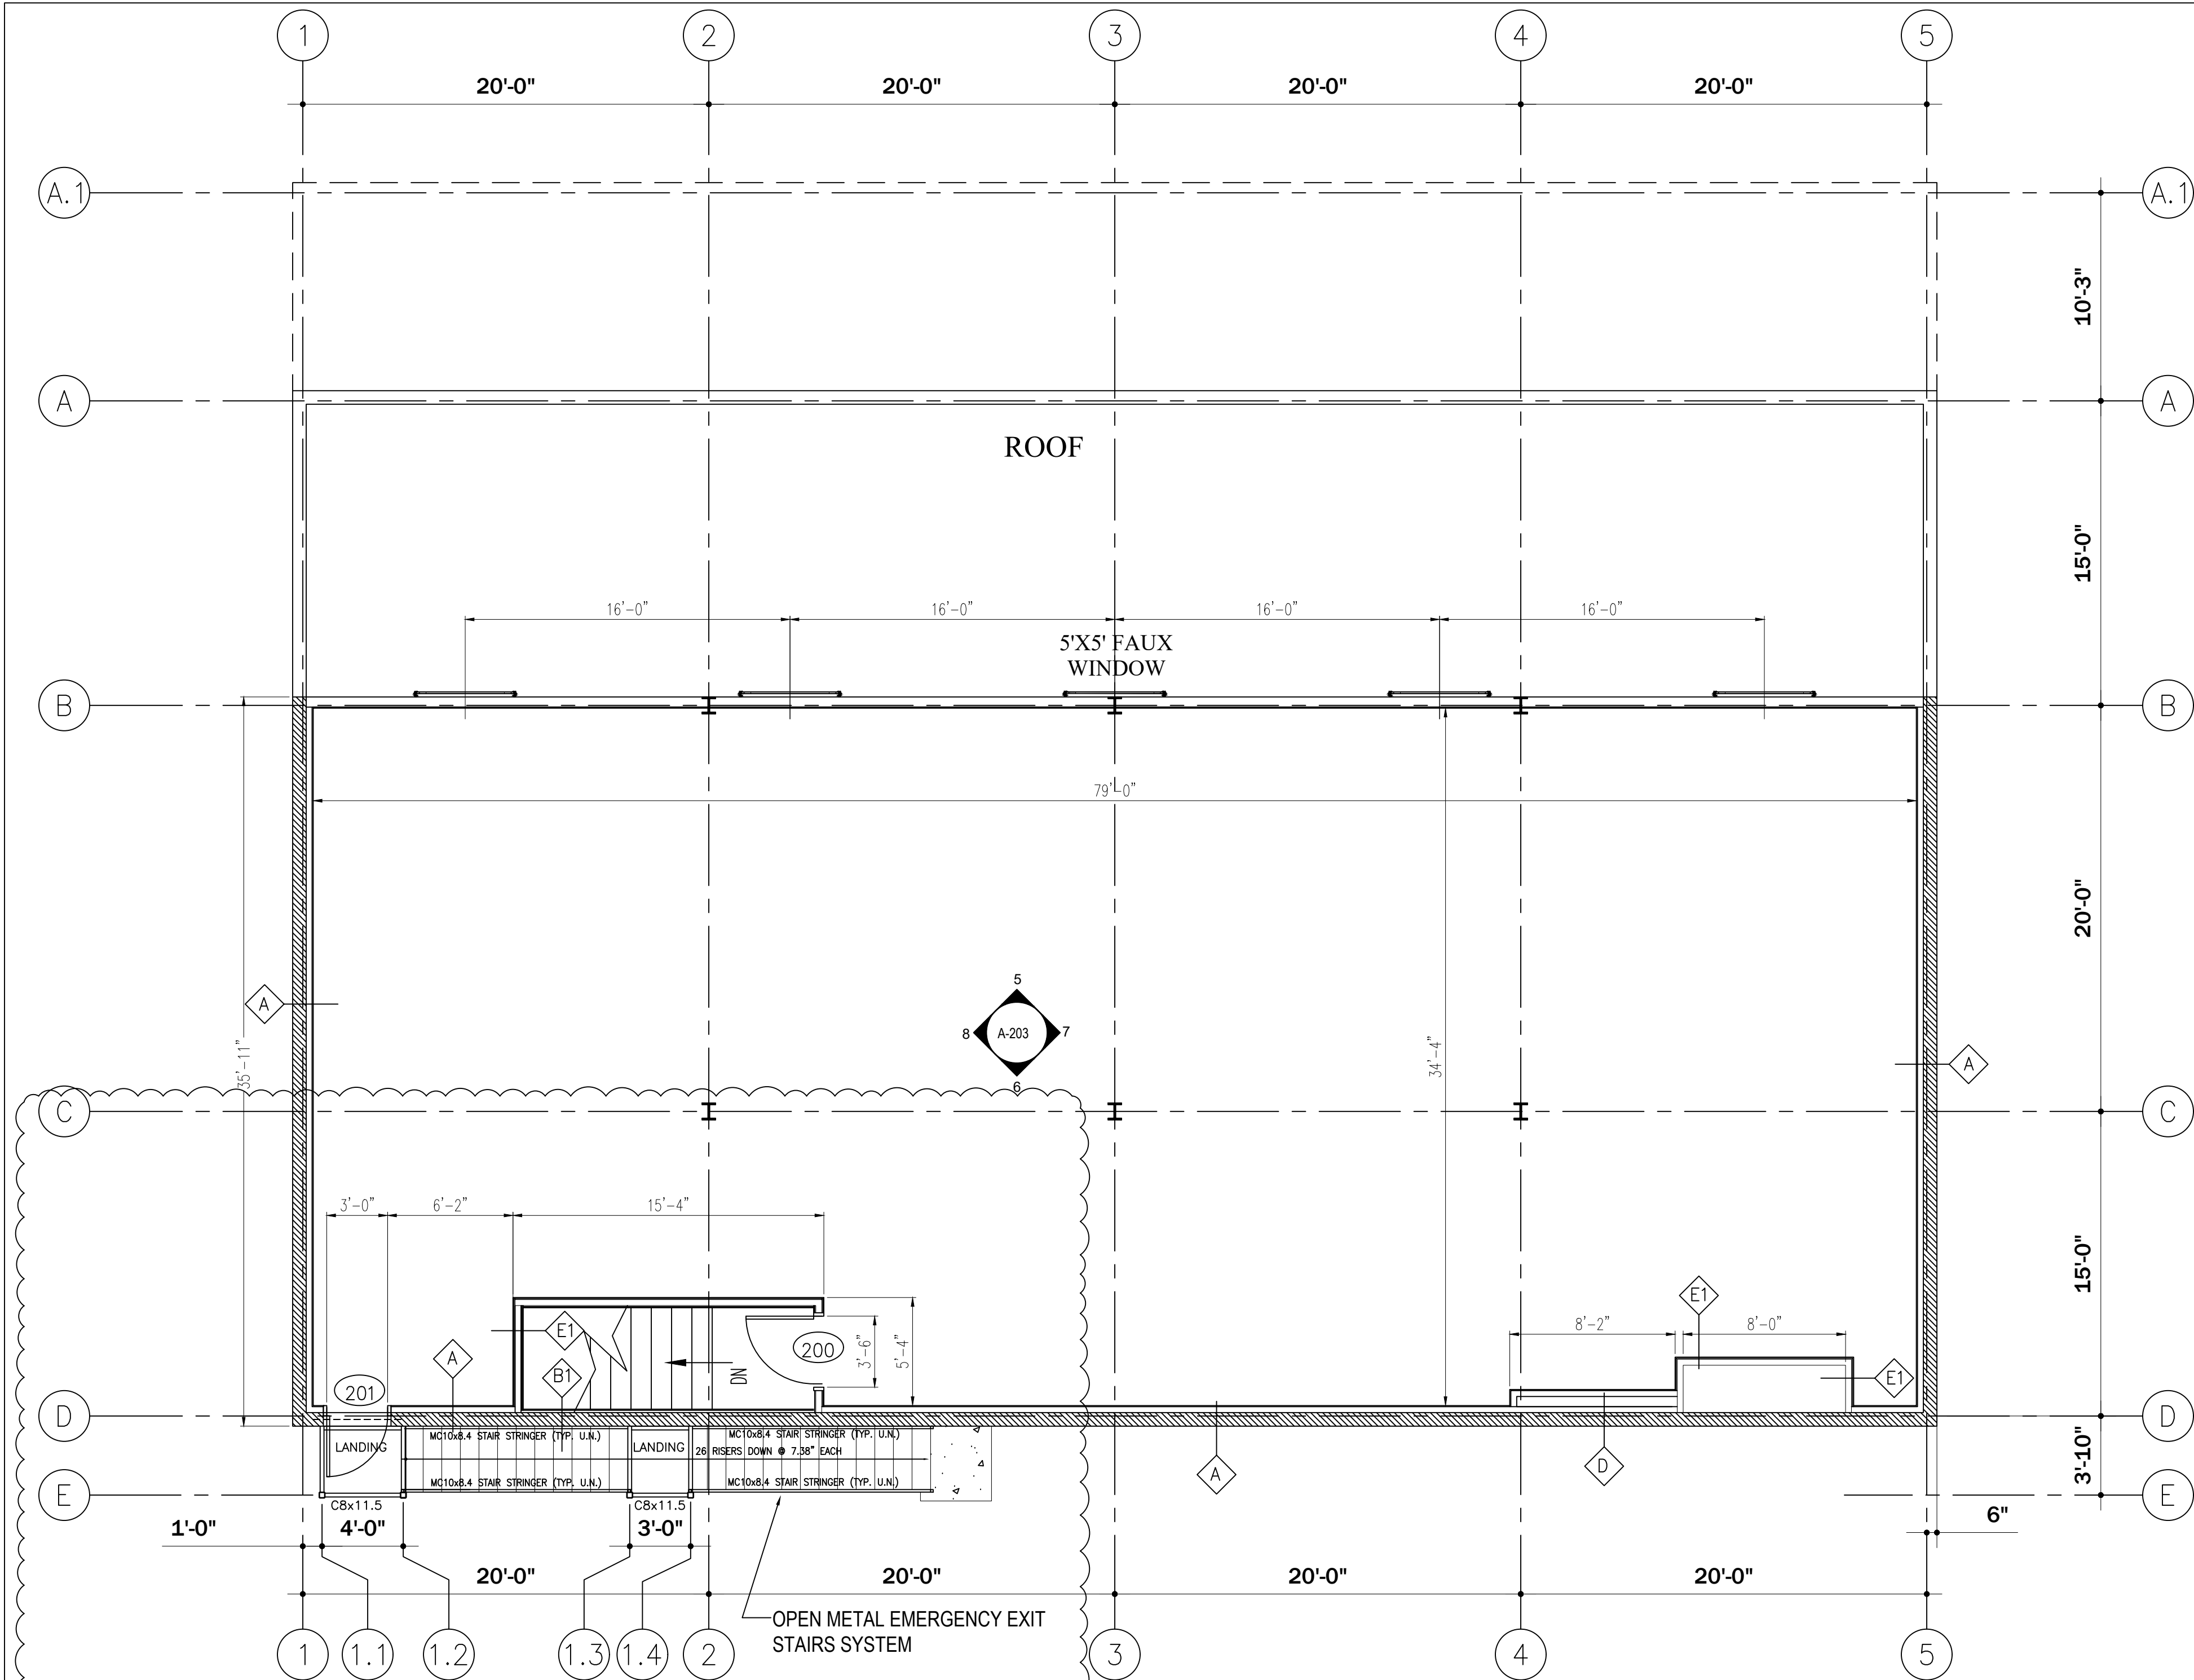 1
2
3
4
5
20'-0"
20'-0"
20'-0"
20'-0"
A.1
A.1
10'-3"
A
A
ROOF
15'-0"
16'-0"
16'-0"
16'-0"
16'-0"
5'X5' FAUX
WINDOW
B
B
79'-0"
20'-0"
5
8
A-203
7
6
A
35'-11"
34'-4"
A
C
C
3'-0"
6'-2"
15'-4"
15'-0"
E1
8'-2"
8'-0"
E1
A
B1
DN
200
3'-6"
5'-4"
E1
201
D
D
LANDING
MC10x8.4 STAIR STRINGER (TYP. U.N.)
LANDING
MC10x8.4 STAIR STRINGER (TYP. U.N.)
26 RISERS DOWN @ 7.38" EACH
MC10x8.4 STAIR STRINGER (TYP. U.N.)
MC10x8.4 STAIR STRINGER (TYP. U.N.)
A
D
3'-10"
E
E
C8x11.5
C8x11.5
1'-0"
4'-0"
3'-0"
6"
20'-0"
20'-0"
20'-0"
20'-0"
OPEN METAL EMERGENCY EXIT
STAIRS SYSTEM
1
1.1
1.2
1.3
1.4
2
3
4
5